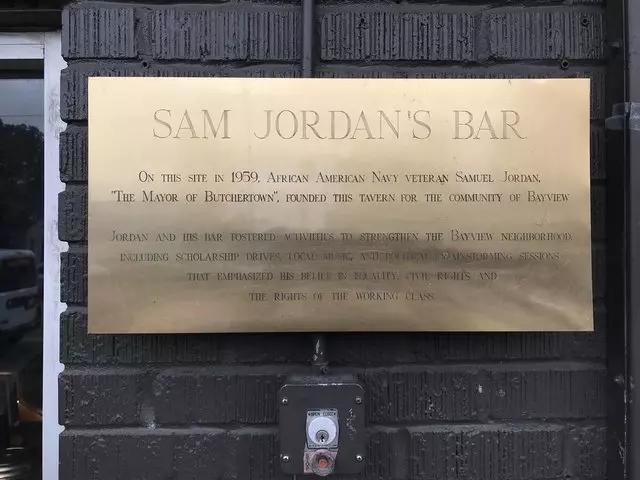 SAM JORDAN'S BAR
ON THIS SITE IN 1959, AFRICAN AMERICAN NAVY VETERAN SAMUEL JORDAN,
"THE MAYOR OF BUTCHERTOWN", FOUNDED THIS TAVERN FOR THE COMMUNITY OF BAYVIEW
JORDAN AND HIS BAR FOSTERED ACTIVITIES TO STRENGTHEN THE BAYVIEW NEIGHBORHOOD,
INCLUDING SCHOLARSHIP DRIVES, LOCAL MUSIC, AND POLITICAL BRAINSTORMING SESSIONS
THAT EMPHASIZED HIS BELIEF IN EQUALITY, CIVIL RIGHTS AND
THE RIGHTS OF THE WORKING CLASS.
OPEN CLOSE